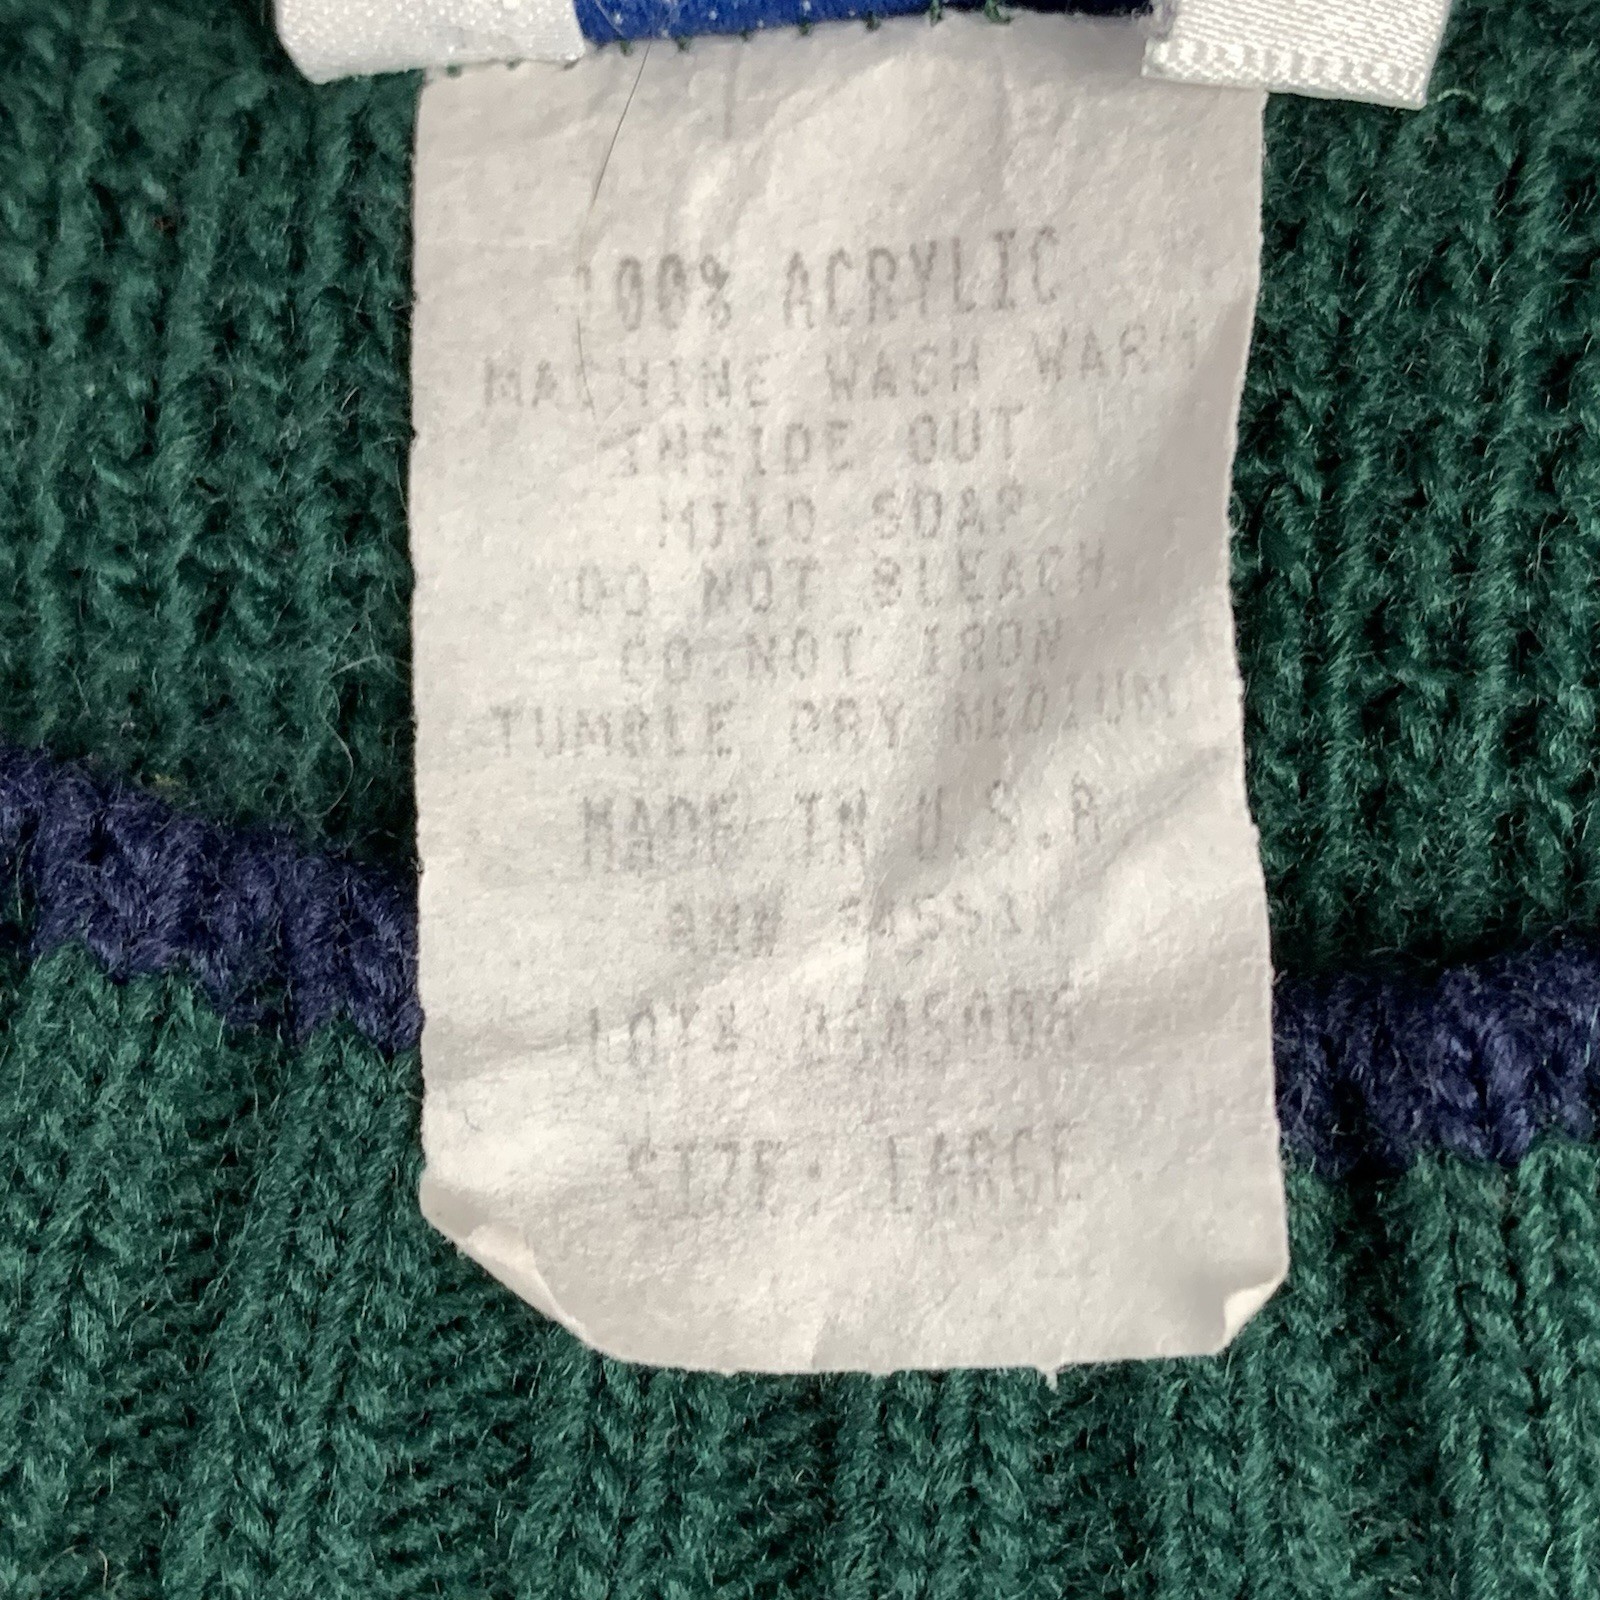 100% ACRYLIC
MACHINE WASH WARM
INSIDE OUT
MILD SOAP
DO NOT BLEACH
DO NOT IRON
TUMBLE DRY MEDIUM
MADE IN U.S.A
SIZE: LARGE